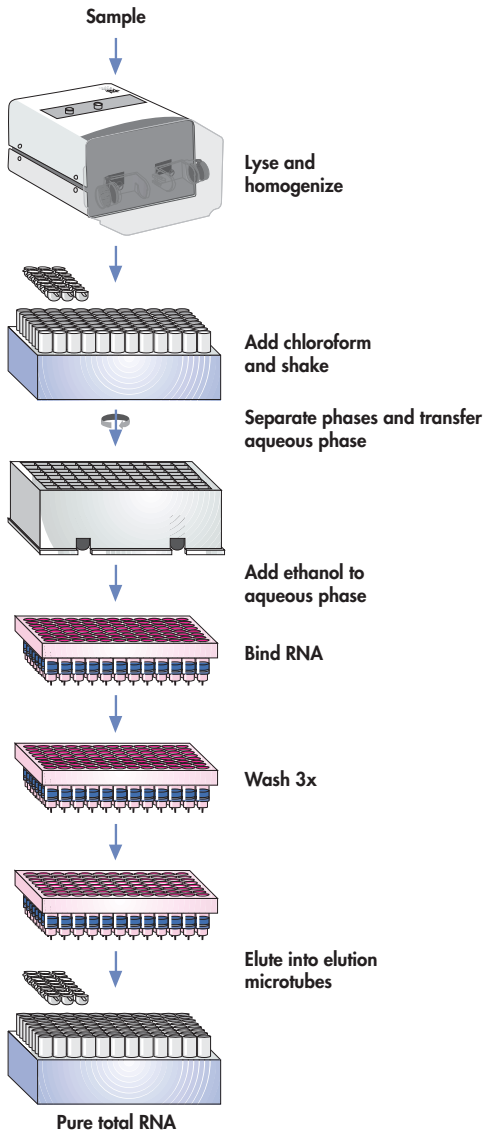 Sample
Lyse and
homogenize
Add chloroform
and shake
Separate phases and transfer
aqueous phase
Add ethanol to
aqueous phase
Bind RNA
Wash 3x
Elute into elution
microtubes
Pure total RNA